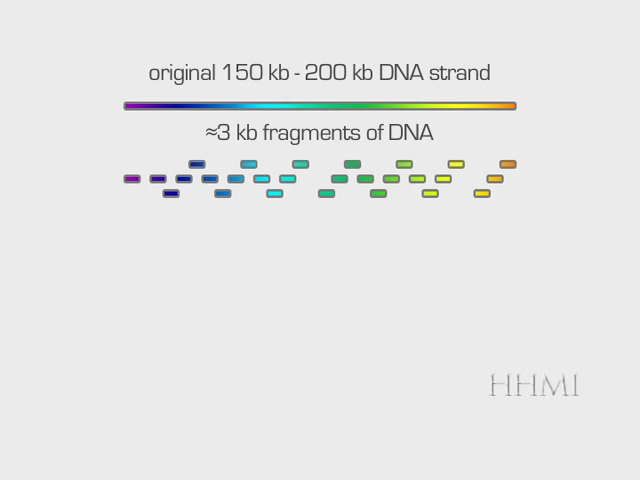 original 150 kb - 200 kb DNA strand
≈3 kb fragments of DNA
HHMI